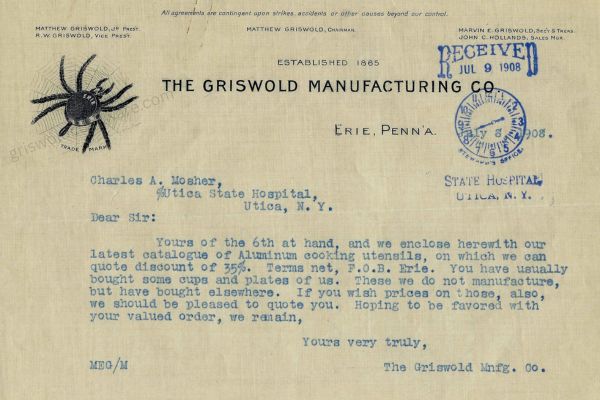 All agreements are contingent upon strikes, accidents or other causes beyond our control.
MATTHEW GRISWOLD, JR. PREST.
R.W. GRISWOLD, VICE PREST.
MATTHEW GRISWOLD, CHAIRMAN.
MARVIN E. GRISWOLD, SECY & TREAS.
JOHN C. HOLLANDS, SALES MGR.
RECEIVED
JUL 9 1908
ESTABLISHED 1865
THE GRISWOLD MANUFACTURING CO.
TRADE MARK
ERIE, PENN'A.
July 8, 1908.
STEWARD'S OFFICE.
STATE HOSPITAL,
UTICA, N. Y.
Charles A. Mosher,
%Utica State Hospital,
Utica, N. Y.
Dear Sir:
Yours of the 6th at hand, and we enclose herewith our
latest catalogue of Aluminum cooking utensils, on which we can
quote discount of 35%. Terms net, F.O.B. Erie. You have usually
bought some cups and plates of us. These we do not manufacture,
but have bought elsewhere. If you wish prices on those, also,
we should be pleased to quote you. Hoping to be favored with
your valued order, we remain,
Yours very truly,
MEG/M
The Griswold Mnfg. Co.